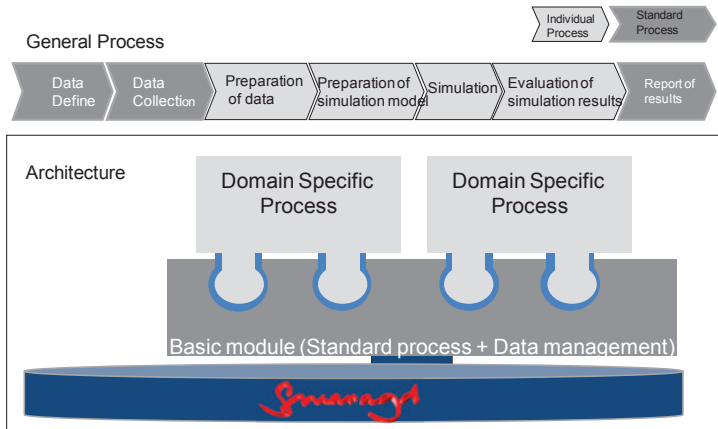 Individual
Process
Standard
Process
General Process
Data
Define
Data
Collection
Preparation
of data
Preparation of
simulation model
Simulation
Evaluation of
simulation results
Report of
results
Architecture
Domain Specific
Process
Domain Specific
Process
Basic module (Standard process + Data management)